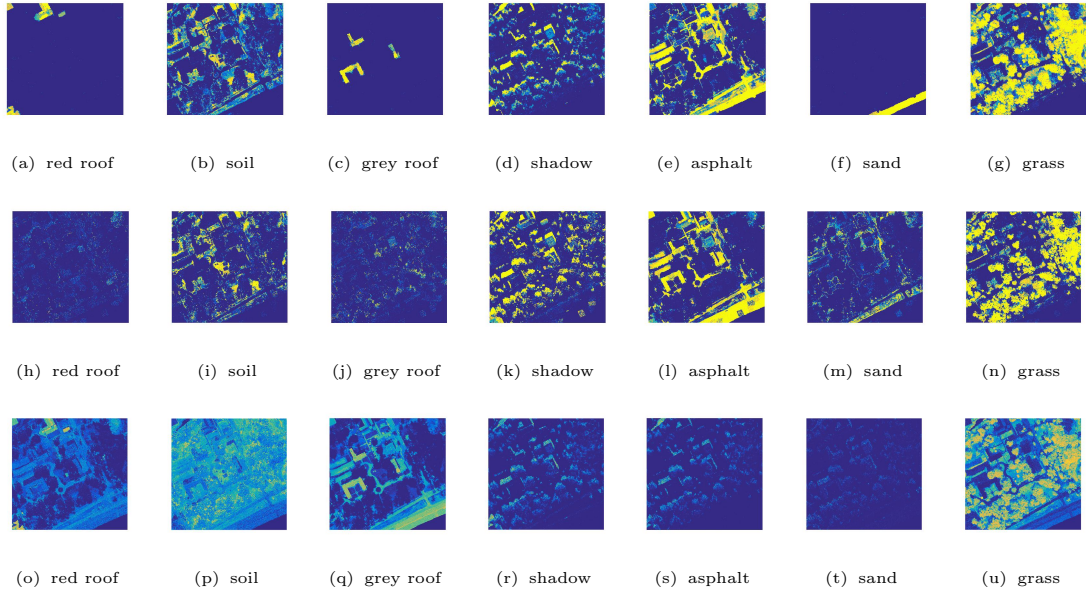 (a) red roof
(b) soil
(c) grey roof
(d) shadow
(e) asphalt
(f) sand
(g) grass
(h) red roof
(i) soil
(j) grey roof
(k) shadow
(l) asphalt
(m) sand
(n) grass
(o) red roof
(p) soil
(q) grey roof
(r) shadow
(s) asphalt
(t) sand
(u) grass